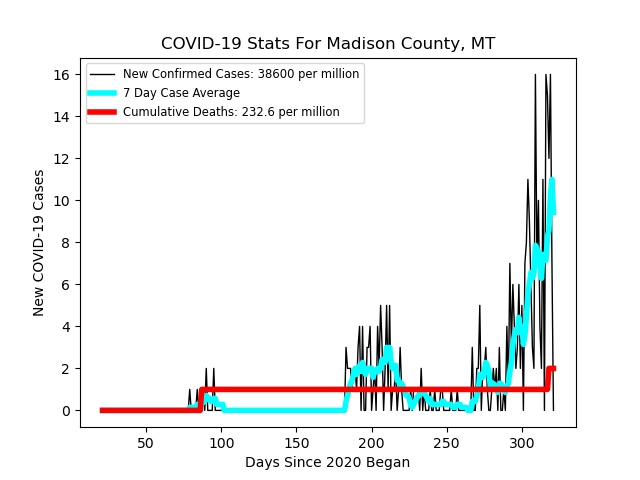 COVID-19 Stats For Madison County, MT
New Confirmed Cases: 38600 per million
7 Day Case Average
Cumulative Deaths: 232.6 per million
New COVID-19 Cases
16
14
12
10
8
6
4
2
0
50 100 150 200 250 300
Days Since 2020 Began